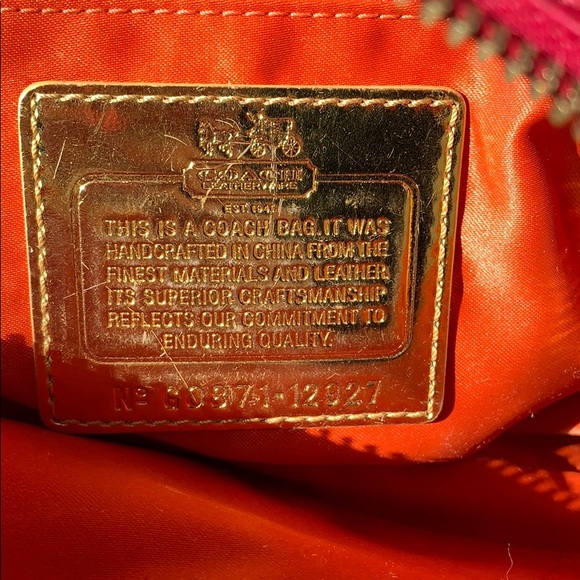 COACH
LEATHERWARE
EST. 1941
THIS IS A COACH BAG. IT WAS
HANDCRAFTED IN CHINA FROM THE
FINEST MATERIALS AND LEATHER.
ITS SUPERIOR CRAFTSMANSHIP
REFLECTS OUR COMMITMENT TO
ENDURING QUALITY.
Nº 12927